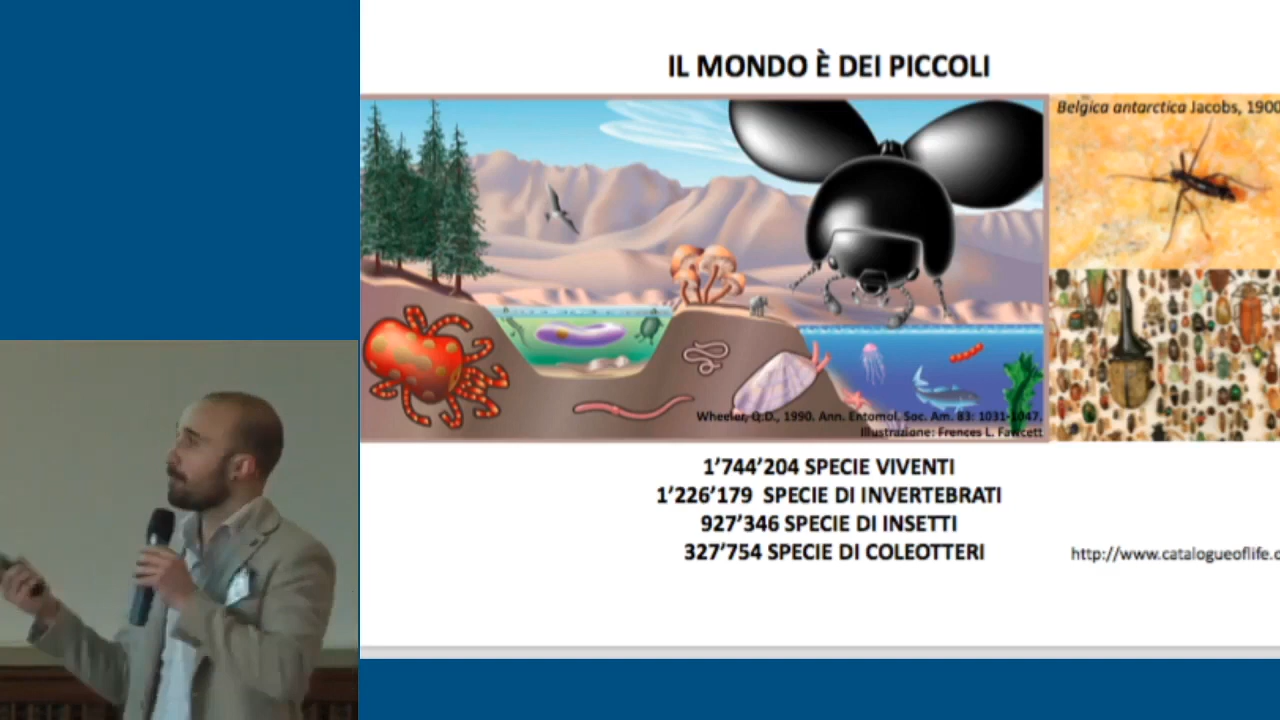 IL MONDO È DEI PICCOLI
Belgica antarctica Jacobs, 1900
Wheeler, Q.D., 1990. Ann. Entomol. Soc. Am. 83: 1031-1047.
Illustrazione: Frences L. Fawcett
1’744’204 SPECIE VIVENTI
1’226’179 SPECIE DI INVERTEBRATI
927’346 SPECIE DI INSETTI
327’754 SPECIE DI COLEOTTERI
http://www.catalogueoflife.o